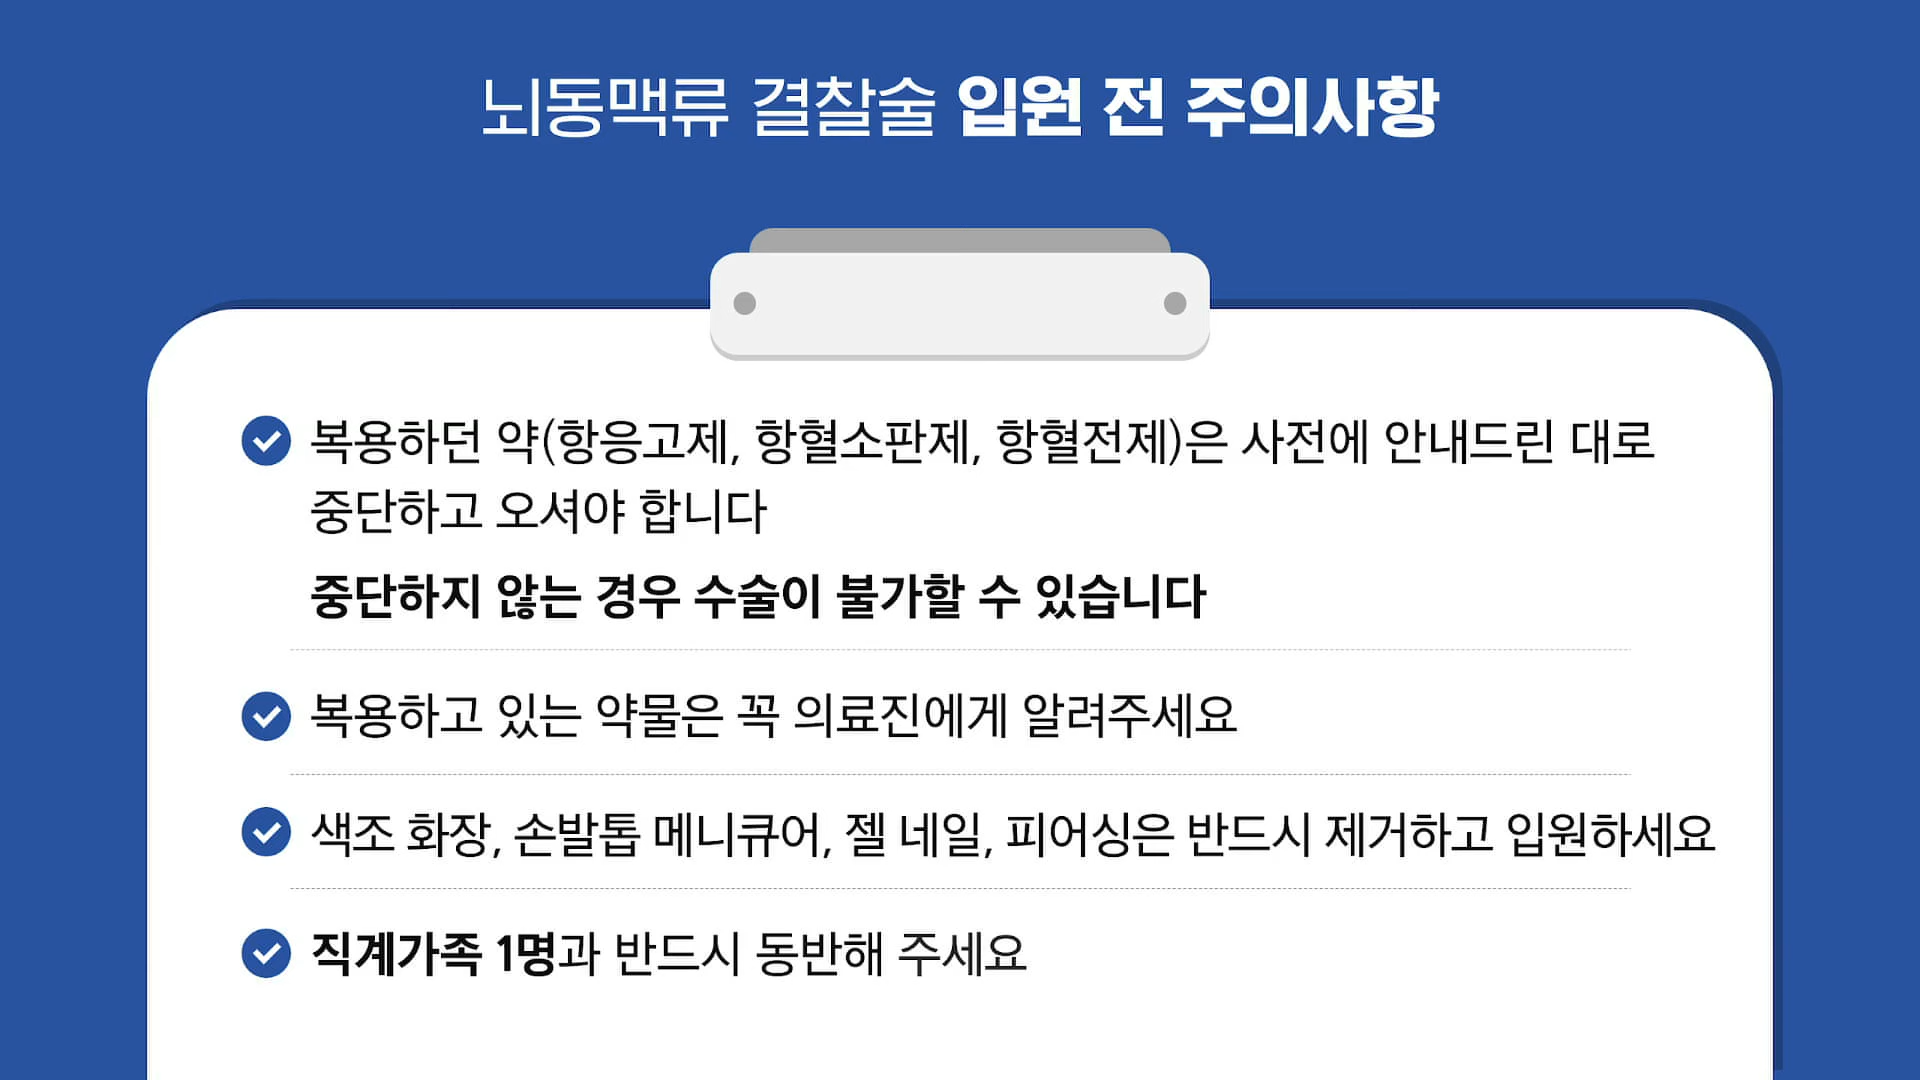 뇌동맥류 결찰술 입원 전 주의사항
복용하던 약(항응고제, 항혈소판제, 항혈전제)은 사전에 안내드린 대로
중단하고 오셔야 합니다
중단하지 않는 경우 수술이 불가할 수 있습니다
복용하고 있는 약물은 꼭 의료진에게 알려주세요
색조 화장, 손발톱 메니큐어, 젤 네일, 피어싱은 반드시 제거하고 입원하세요
직계가족 1명과 반드시 동반해 주세요